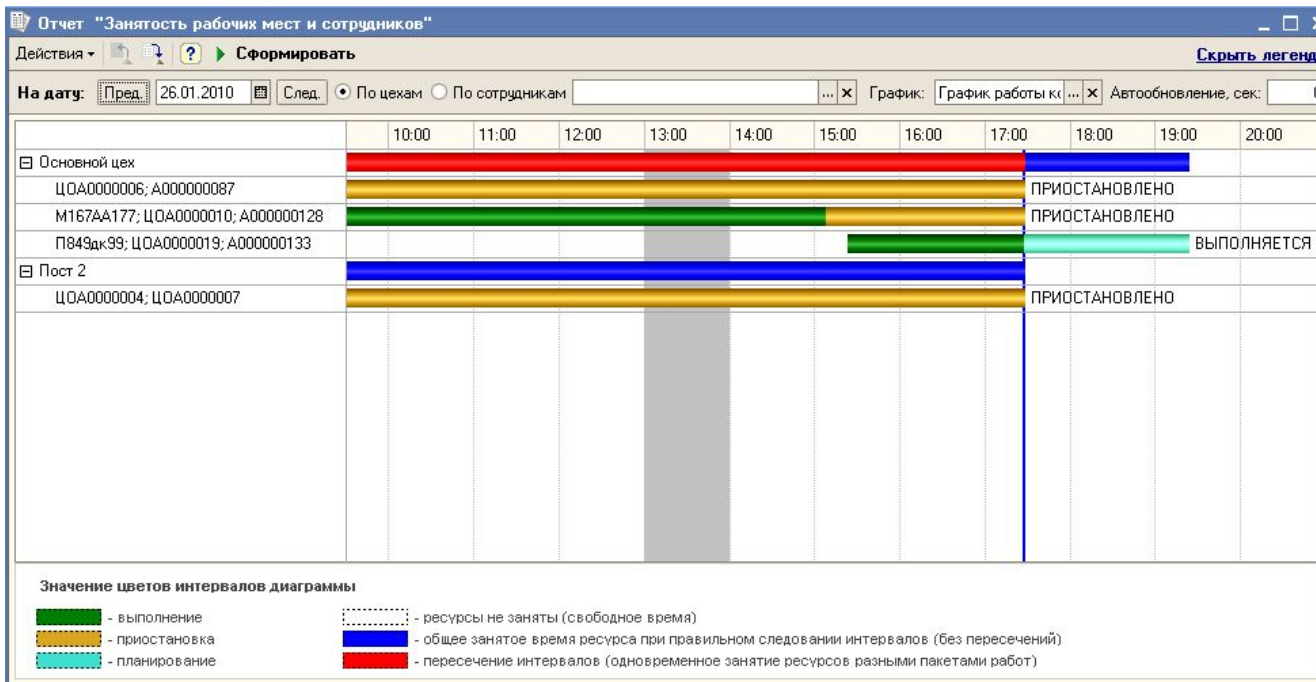 Отчет "Занятость рабочих мест и сотрудников"
Действия Сформировать Скрыть легенд
На дату: Пред. 26.01.2010 След. По цехам По сотрудникам ... x График: График работы кс ... x Автообновление, сек:
10:00 11:00 12:00 13:00 14:00 15:00 16:00 17:00 18:00 19:00 20:00
Основной цех
ЦОА0000006; А000000087 ПРИОСТАНОВЛЕНО
М167АА177; ЦОА0000010; А000000128 ПРИОСТАНОВЛЕНО
П849дк99; ЦОА0000019; А000000133 ВЫПОЛНЯЕТСЯ
Пост 2
ЦОА0000004; ЦОА0000007 ПРИОСТАНОВЛЕНО
Значение цветов интервалов диаграммы
- выполнение - ресурсы не заняты (свободное время)
- приостановка - общее занятое время ресурса при правильном следовании интервалов (без пересечений)
- планирование - пересечение интервалов (одновременное занятие ресурсов разными пакетами работ)